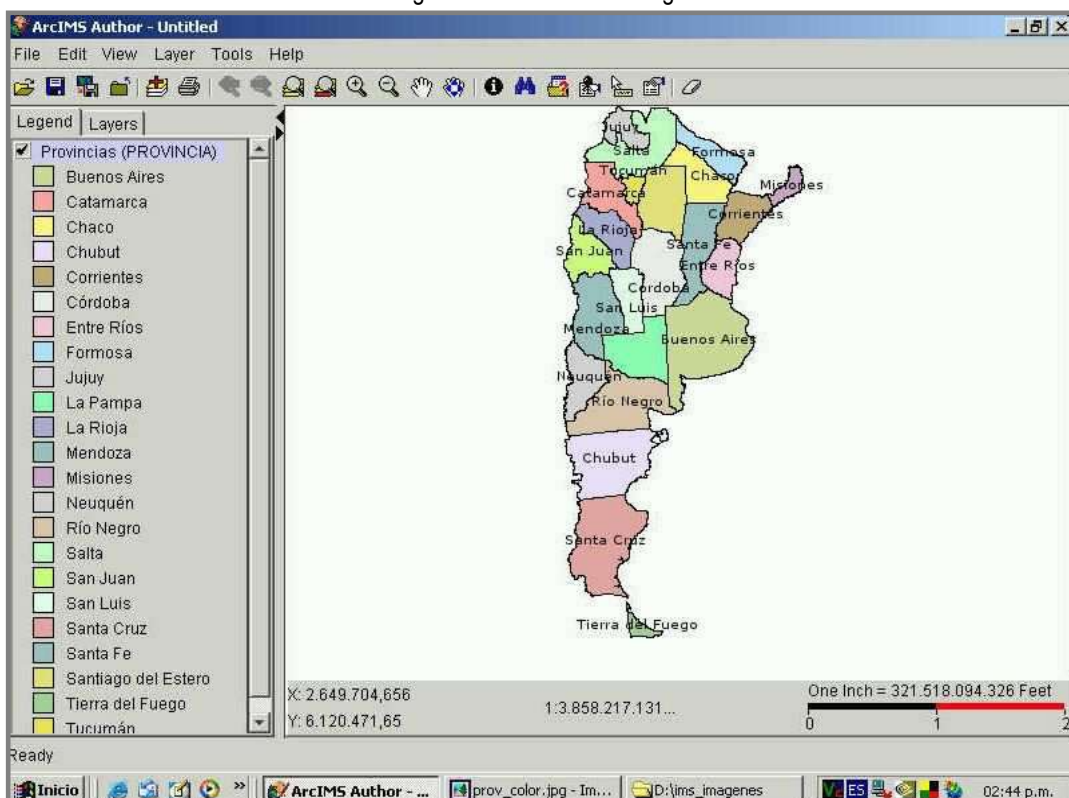 ArcIMS Author - Untitled
File Edit View Layer Tools Help
Legend Layers
Provincias (PROVINCIA)
Buenos Aires
Catamarca
Chaco
Chubut
Corrientes
Córdoba
Entre Ríos
Formosa
Jujuy
La Pampa
La Rioja
Mendoza
Misiones
Neuquén
Río Negro
Salta
San Juan
San Luis
Santa Cruz
Santa Fe
Santiago del Estero
Tierra del Fuego
Tucumán
Jujuy
Salta
Formosa
Tucumán
Chaco
Misiones
Catamarca
Corrientes
La Rioja
Santa Fe
San Juan
Entre Ríos
Córdoba
San Luis
Mendoza
Buenos Aires
Neuquén
Río Negro
Chubut
Santa Cruz
Tierra del Fuego
X: 2.649.704,656
Y: 6.120.471,65
1:3.858.217.131...
One Inch = 321.518.094.326 Feet
0 1 2
Ready
Inicio
»
ArcIMS Author - ...
prov_color.jpg - Im...
D:\ims_imagenes
ES
02:44 p.m.